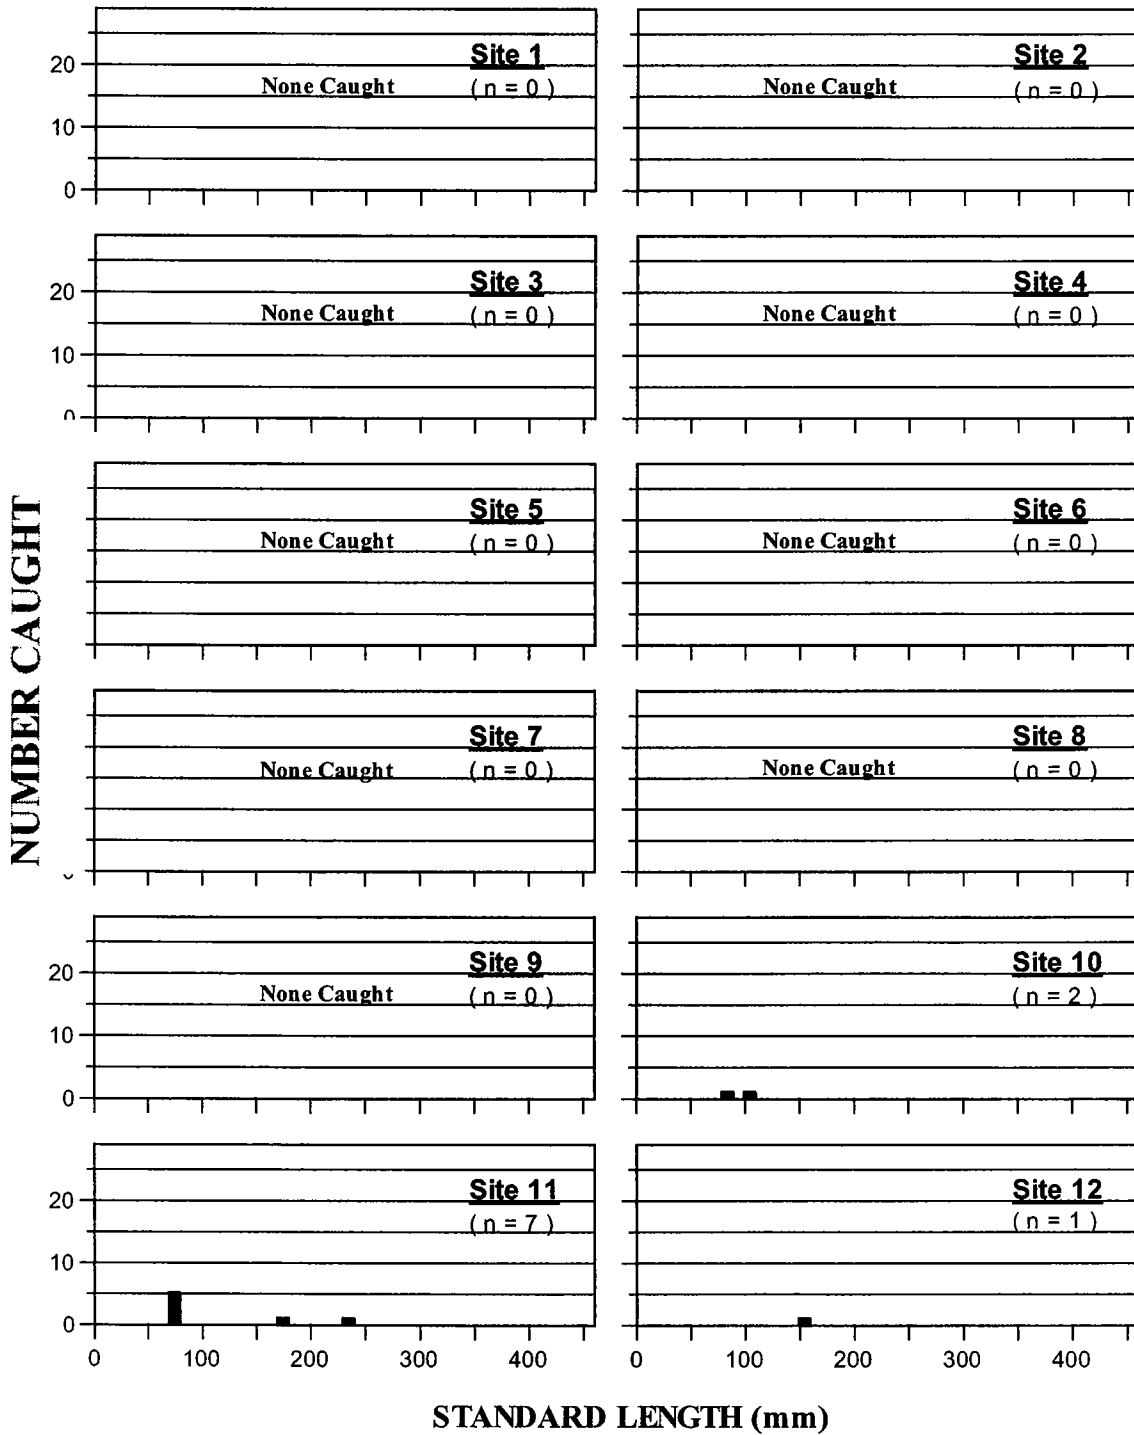 Site 1
None Caught ( n = 0 )
20
10
0
Site 2
None Caught ( n = 0 )
Site 3
None Caught ( n = 0 )
20
10
0
Site 4
None Caught ( n = 0 )
Site 5
None Caught ( n = 0 )
Site 6
None Caught ( n = 0 )
Site 7
None Caught ( n = 0 )
Site 8
None Caught ( n = 0 )
Site 9
None Caught ( n = 0 )
20
10
0
Site 10
( n = 2 )
Site 11
( n = 7 )
20
10
0
0 100 200 300 400
Site 12
( n = 1 )
0 100 200 300 400
NUMBER CAUGHT
STANDARD LENGTH (mm)